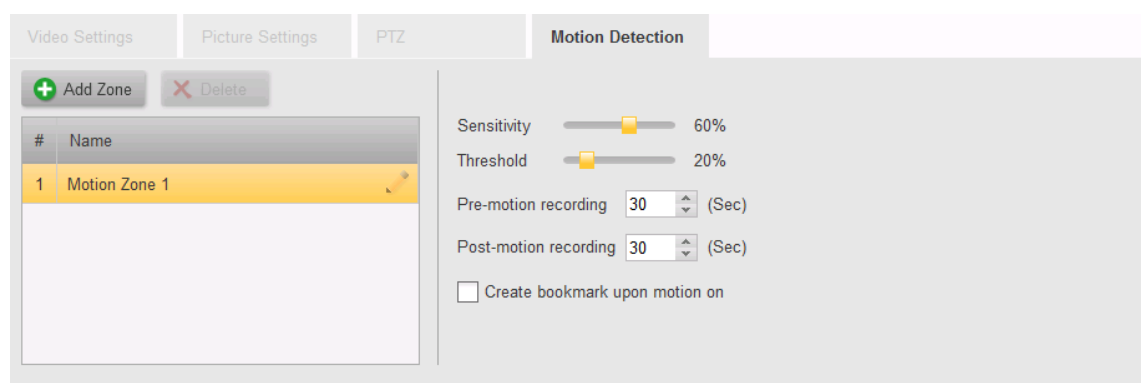 Video Settings Picture Settings PTZ Motion Detection
Add Zone Delete
# Name
1 Motion Zone 1
Sensitivity 60%
Threshold 20%
Pre-motion recording 30 (Sec)
Post-motion recording 30 (Sec)
Create bookmark upon motion on